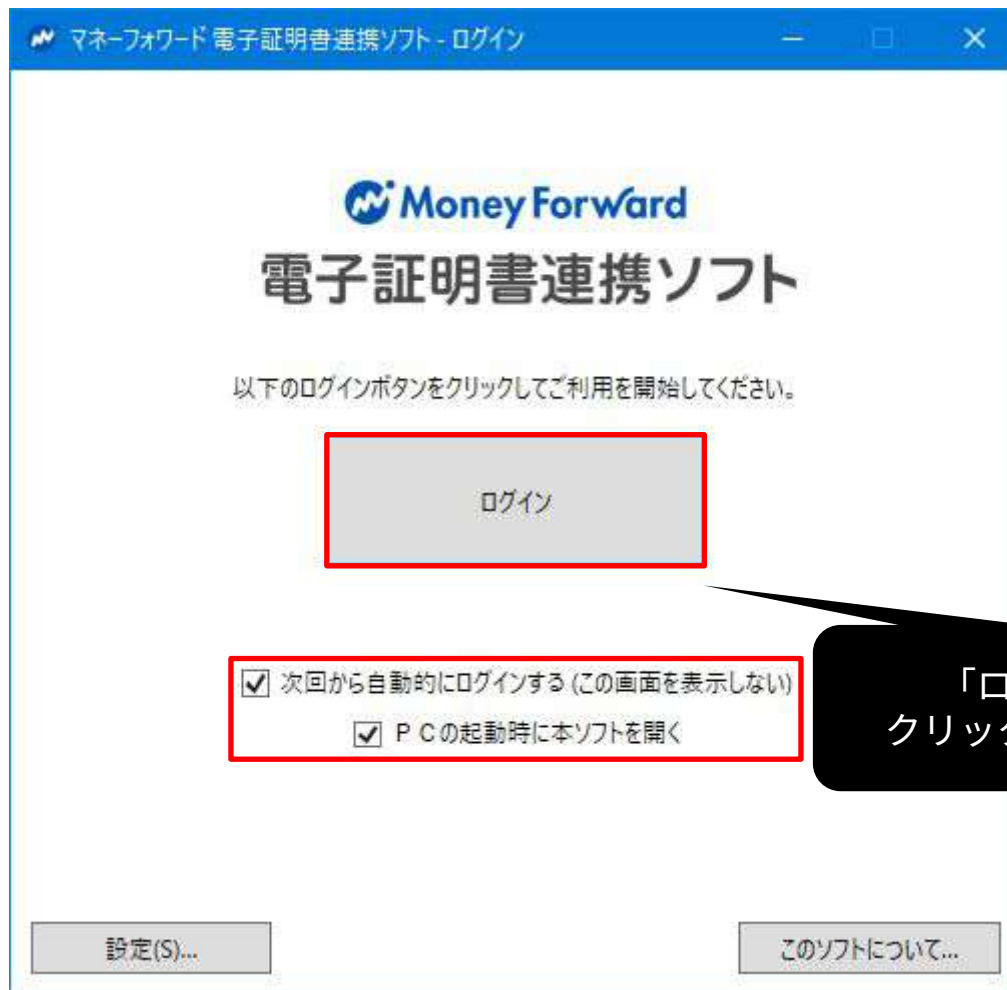 マネーフォワード 電子証明書連携ソフト - ログイン
Money Forward
電子証明書連携ソフト
以下のログインボタンをクリックしてご利用を開始してください。
ログイン
次回から自動的にログインする (この画面を表示しない)
ＰＣの起動時に本ソフトを開く
「ロ
クリック
設定(S)...
このソフトについて...